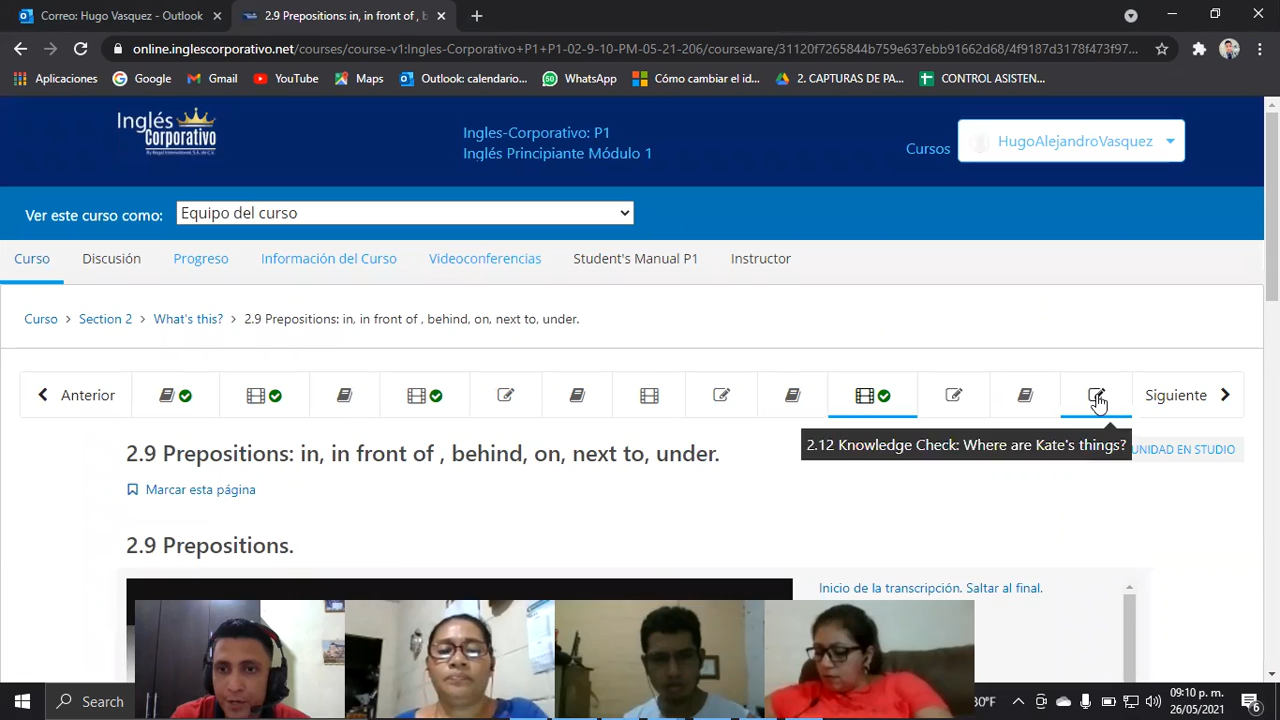 Correo: Hugo Vasquez - Outlook
2.9 Prepositions: in, in front of , b
online.inglescorporativo.net/courses/course-v1:Ingles-Corporativo+P1+P1-02-9-10-PM-05-21-206/courseware/31120f7265844b759e637ebb91662d68/4f9187d3178f473f97...
Aplicaciones
Google
Gmail
YouTube
Maps
Outlook: calendario...
WhatsApp
Cómo cambiar el id...
2. CAPTURAS DE PA...
CONTROL ASISTEN...
Inglés
Corporativo
Ingles-Corporativo: P1
Inglés Principiante Módulo 1
Cursos
HugoAlejandroVasquez
Ver este curso como:
Equipo del curso
Curso
Discusión
Progreso
Información del Curso
Videoconferencias
Student's Manual P1
Instructor
Curso > Section 2 > What's this? > 2.9 Prepositions: in, in front of , behind, on, next to, under.
Anterior
Siguiente
2.12 Knowledge Check: Where are Kate's things?
2.9 Prepositions: in, in front of , behind, on, next to, under.
UNIDAD EN STUDIO
Marcar esta página
2.9 Prepositions.
Inicio de la transcripción. Saltar al final.
Search
80°F
09:10 p. m.
26/05/2021
6